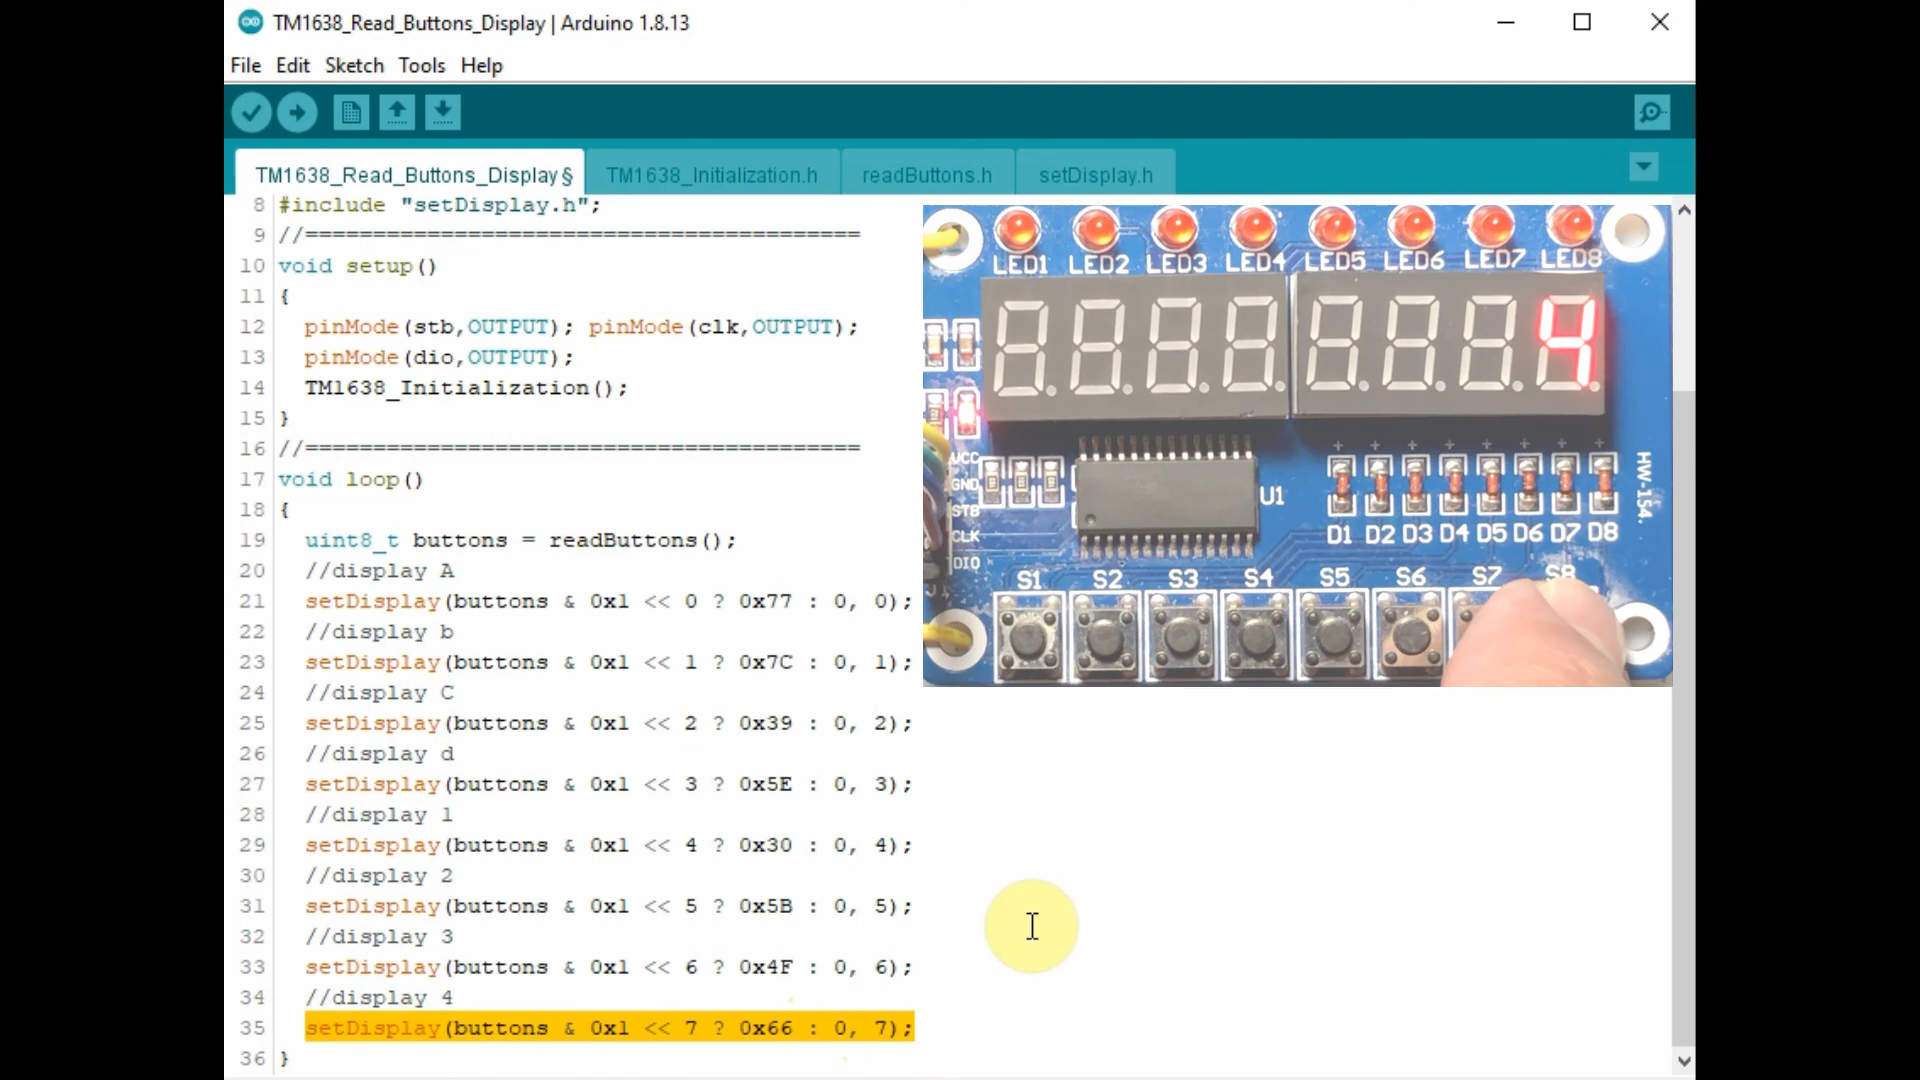 TM1638_Read_Buttons_Display | Arduino 1.8.13
File Edit Sketch Tools Help
TM1638_Read_Buttons_Display§ TM1638_Initialization.h readButtons.h setDisplay.h
8 #include "setDisplay.h";
9 //=========================================
10 void setup()
11 {
12 pinMode(stb,OUTPUT); pinMode(clk,OUTPUT);
13 pinMode(dio,OUTPUT);
14 TM1638_Initialization();
15 }
16 //=========================================
17 void loop()
18 {
19 uint8_t buttons = readButtons();
20 //display A
21 setDisplay(buttons & 0x1 << 0 ? 0x77 : 0, 0);
22 //display b
23 setDisplay(buttons & 0x1 << 1 ? 0x7C : 0, 1);
24 //display C
25 setDisplay(buttons & 0x1 << 2 ? 0x39 : 0, 2);
26 //display d
27 setDisplay(buttons & 0x1 << 3 ? 0x5E : 0, 3);
28 //display 1
29 setDisplay(buttons & 0x1 << 4 ? 0x30 : 0, 4);
30 //display 2
31 setDisplay(buttons & 0x1 << 5 ? 0x5B : 0, 5);
32 //display 3
33 setDisplay(buttons & 0x1 << 6 ? 0x4F : 0, 6);
34 //display 4
35 setDisplay(buttons & 0x1 << 7 ? 0x66 : 0, 7);
36 }
LED1 LED2 LED3 LED4 LED5 LED6 LED7 LED8
4
VCC
GND
STB
CLK
DIO
U1
HW-154.
D1 D2 D3 D4 D5 D6 D7 D8
S1 S2 S3 S4 S5 S6 S7 S8